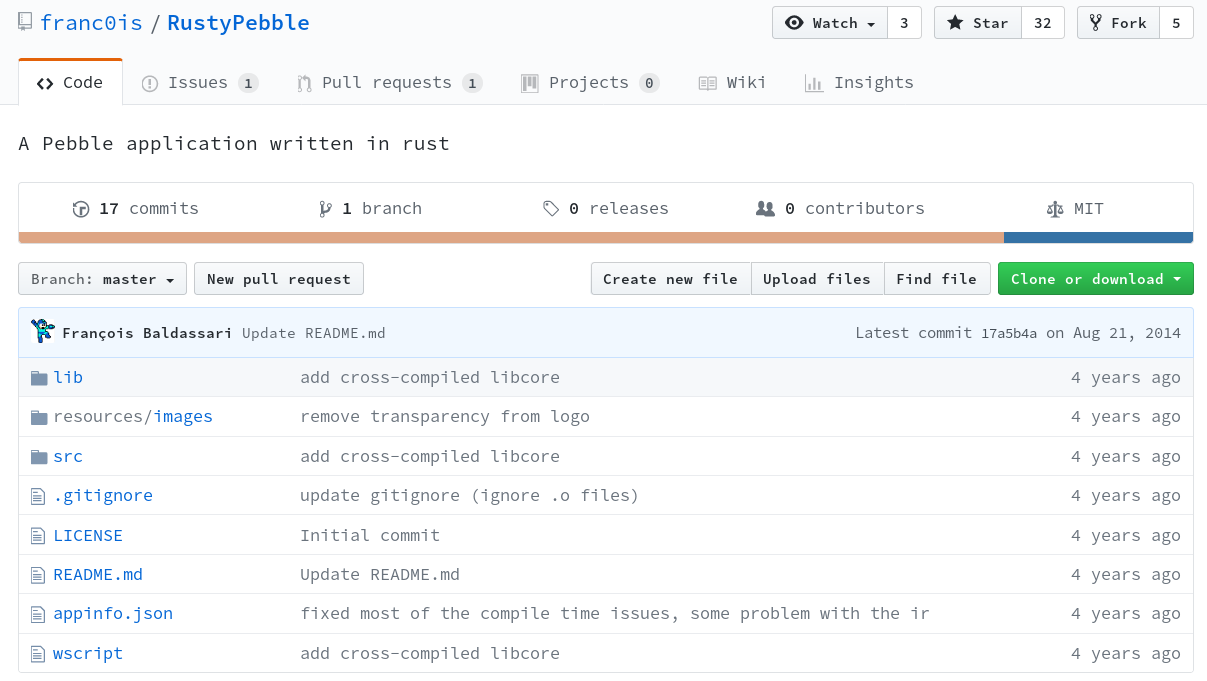 franc0is / RustyPebble Watch 3 Star 32 Fork 5
Code Issues 1 Pull requests 1 Projects 0 Wiki Insights
A Pebble application written in rust
17 commits 1 branch 0 releases 0 contributors MIT
Branch: master New pull request Create new file Upload files Find file Clone or download
François Baldassari Update README.md Latest commit 17a5b4a on Aug 21, 2014
lib add cross-compiled libcore 4 years ago
resources/images remove transparency from logo 4 years ago
src add cross-compiled libcore 4 years ago
.gitignore update gitignore (ignore .o files) 4 years ago
LICENSE Initial commit 4 years ago
README.md Update README.md 4 years ago
appinfo.json fixed most of the compile time issues, some problem with the ir 4 years ago
wscript add cross-compiled libcore 4 years ago